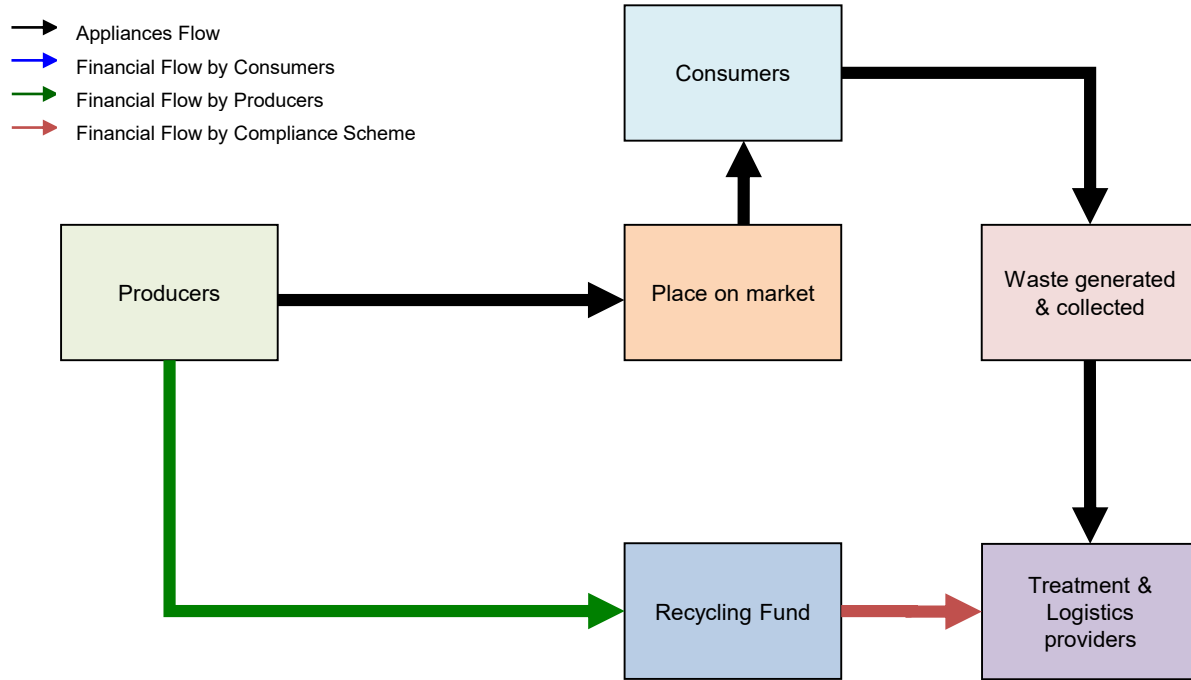 Appliances Flow
Financial Flow by Consumers
Financial Flow by Producers
Financial Flow by Compliance Scheme
Consumers
Producers
Place on market
Waste generated
& collected
Recycling Fund
Treatment &
Logistics
providers